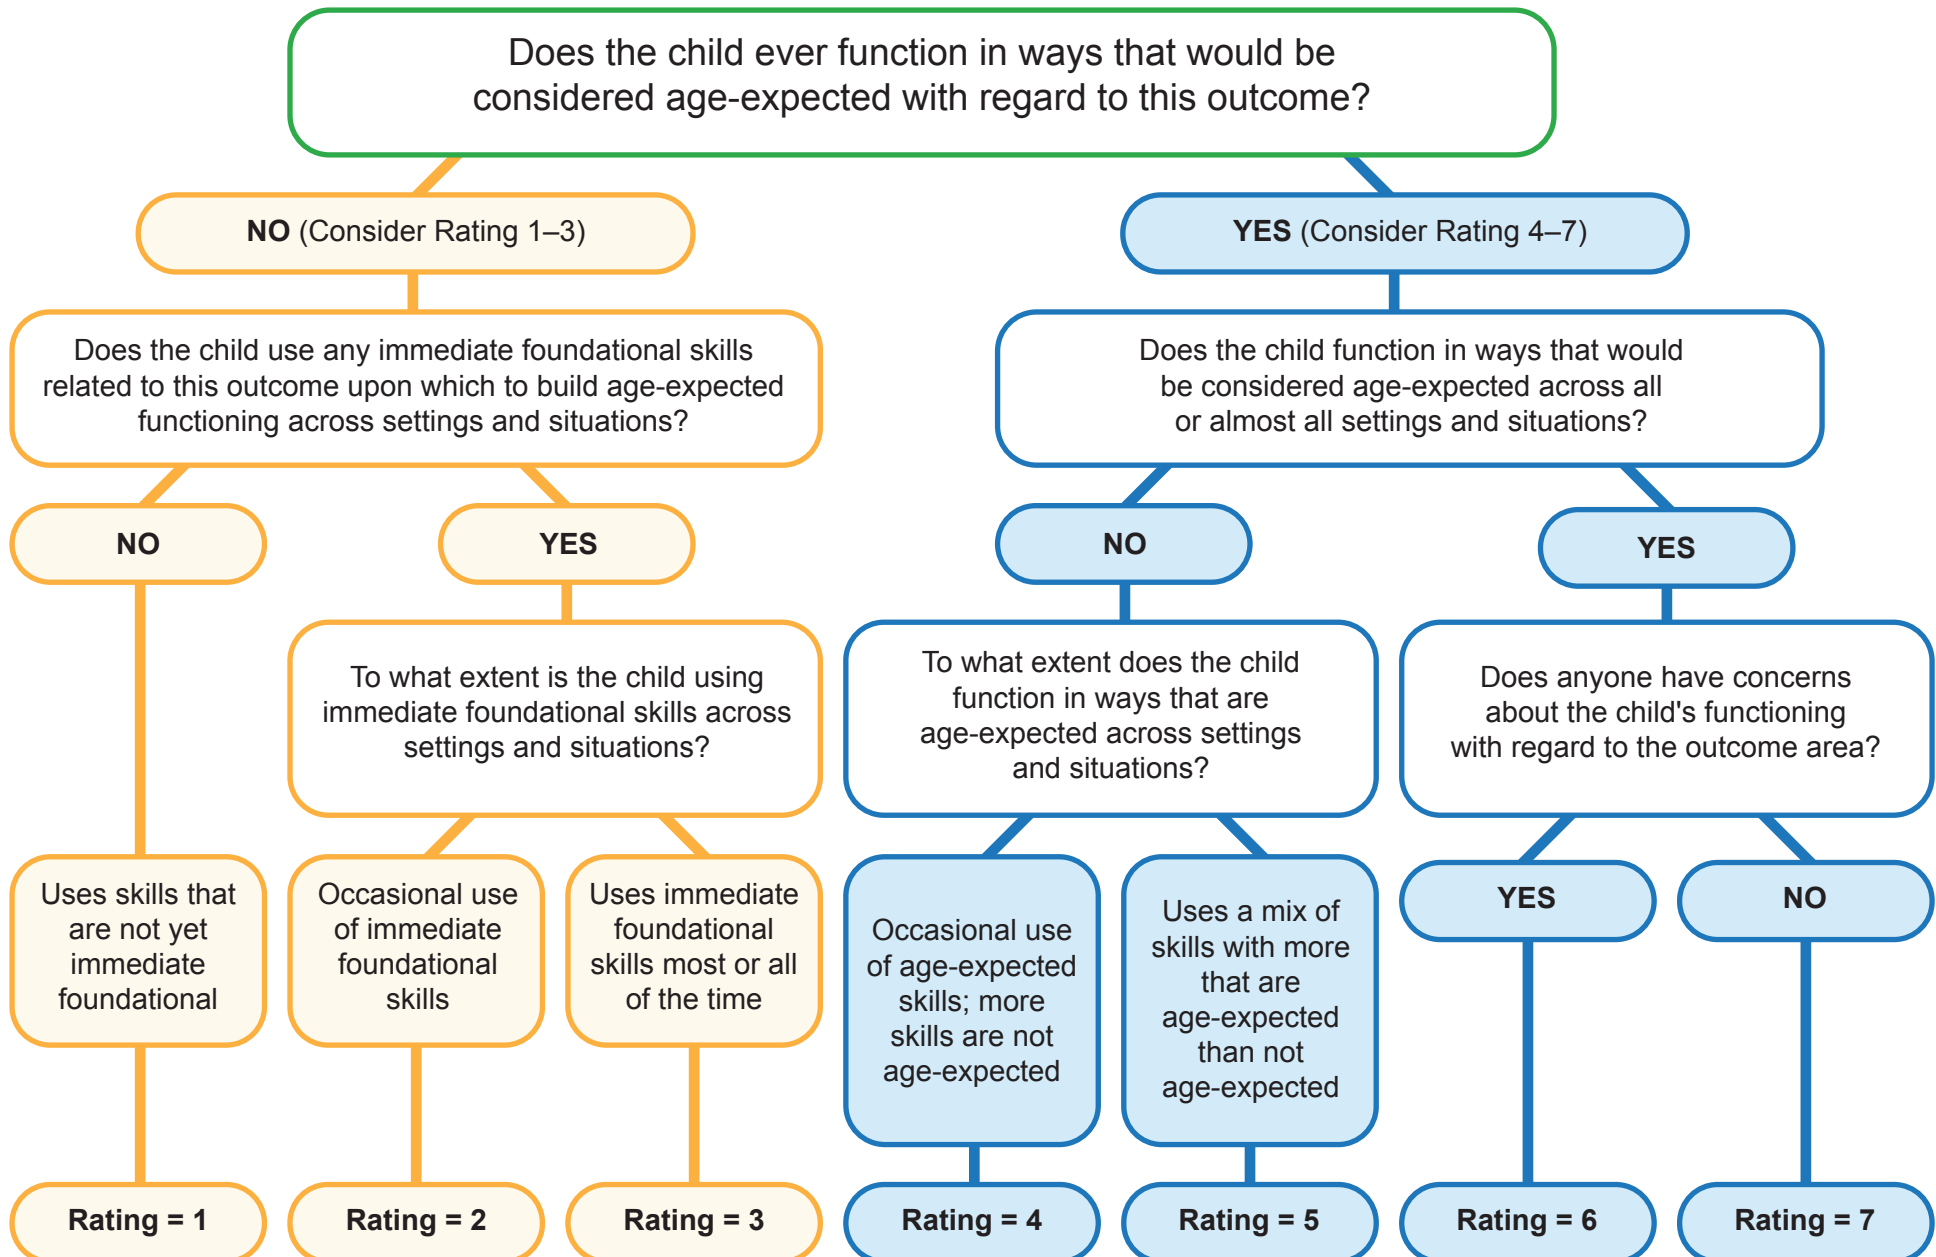 Does the child ever function in ways that would be
considered age-expected with regard to this outcome?
NO (Consider Rating 1–3)
YES (Consider Rating 4–7)
Does the child use any immediate foundational skills
related to this outcome upon which to build age-expected
functioning across settings and situations?
Does the child function in ways that would
be considered age-expected across all
or almost all settings and situations?
NO
YES
NO
YES
To what extent is the child using
immediate foundational skills across
settings and situations?
To what extent does the child
function in ways that are
age-expected across settings
and situations?
Does anyone have concerns
about the child's functioning
with regard to the outcome area?
Uses skills that
are not yet
immediate
foundational
Occasional use
of immediate
foundational
skills
Uses immediate
foundational
skills most or all
of the time
Occasional use
of age-expected
skills; more
skills are not
age-expected
Uses a mix of
skills with more
that are
age-expected
than not
age-expected
YES
NO
Rating = 1
Rating = 2
Rating = 3
Rating = 4
Rating = 5
Rating = 6
Rating = 7